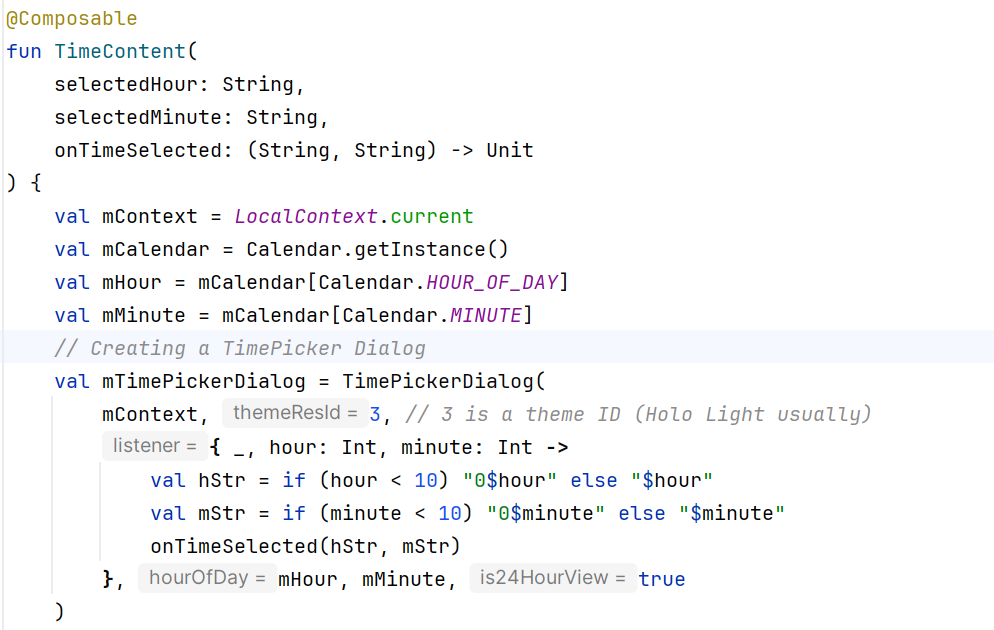 @Composable
fun TimeContent(
    selectedHour: String,
    selectedMinute: String,
    onTimeSelected: (String, String) -> Unit
) {
    val mContext = LocalContext.current
    val mCalendar = Calendar.getInstance()
    val mHour = mCalendar[Calendar.HOUR_OF_DAY]
    val mMinute = mCalendar[Calendar.MINUTE]
    // Creating a TimePicker Dialog
    val mTimePickerDialog = TimePickerDialog(
        mContext, themeResId = 3, // 3 is a theme ID (Holo Light usually)
        listener = { _, hour: Int, minute: Int ->
            val hStr = if (hour < 10) "0$hour" else "$hour"
            val mStr = if (minute < 10) "0$minute" else "$minute"
            onTimeSelected(hStr, mStr)
        }, hourOfDay = mHour, mMinute, is24HourView = true
    )